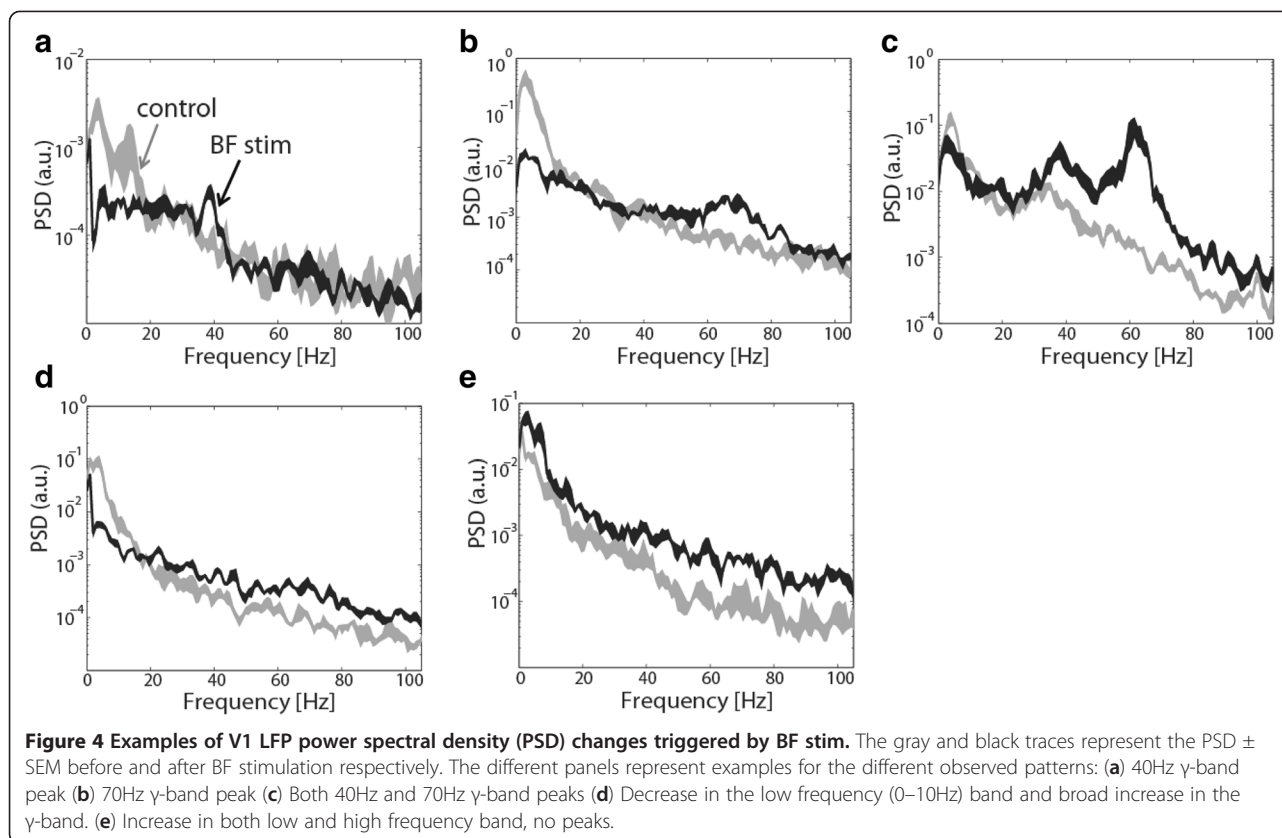 a
10⁻²
10⁻³
10⁻⁴
PSD (a.u.)
control
BF stim
0 20 40 60 80 100
Frequency [Hz]
b
10⁰
10⁻¹
10⁻²
10⁻³
10⁻⁴
PSD (a.u.)
0 20 40 60 80 100
Frequency [Hz]
c
10⁰
10⁻¹
10⁻²
10⁻³
10⁻⁴
PSD (a.u.)
0 20 40 60 80 100
Frequency [Hz]
d
10⁰
10⁻¹
10⁻²
10⁻³
10⁻⁴
PSD (a.u.)
0 20 40 60 80 100
Frequency [Hz]
e
10⁻¹
10⁻²
10⁻³
10⁻⁴
PSD (a.u.)
0 20 40 60 80 100
Frequency [Hz]
Figure 4 Examples of V1 LFP power spectral density (PSD) changes triggered by BF stim. The gray and black traces represent the PSD ±
SEM before and after BF stimulation respectively. The different panels represent examples for the different observed patterns: (a) 40Hz γ-band
peak (b) 70Hz γ-band peak (c) Both 40Hz and 70Hz γ-band peaks (d) Decrease in the low frequency (0–10Hz) band and broad increase in the
γ-band. (e) Increase in both low and high frequency band, no peaks.